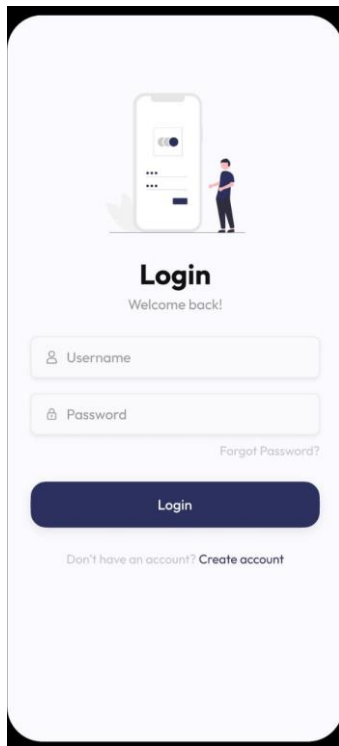 Login
Welcome back!
Username
Password
Forgot Password?
Login
Don't have an account? Create account